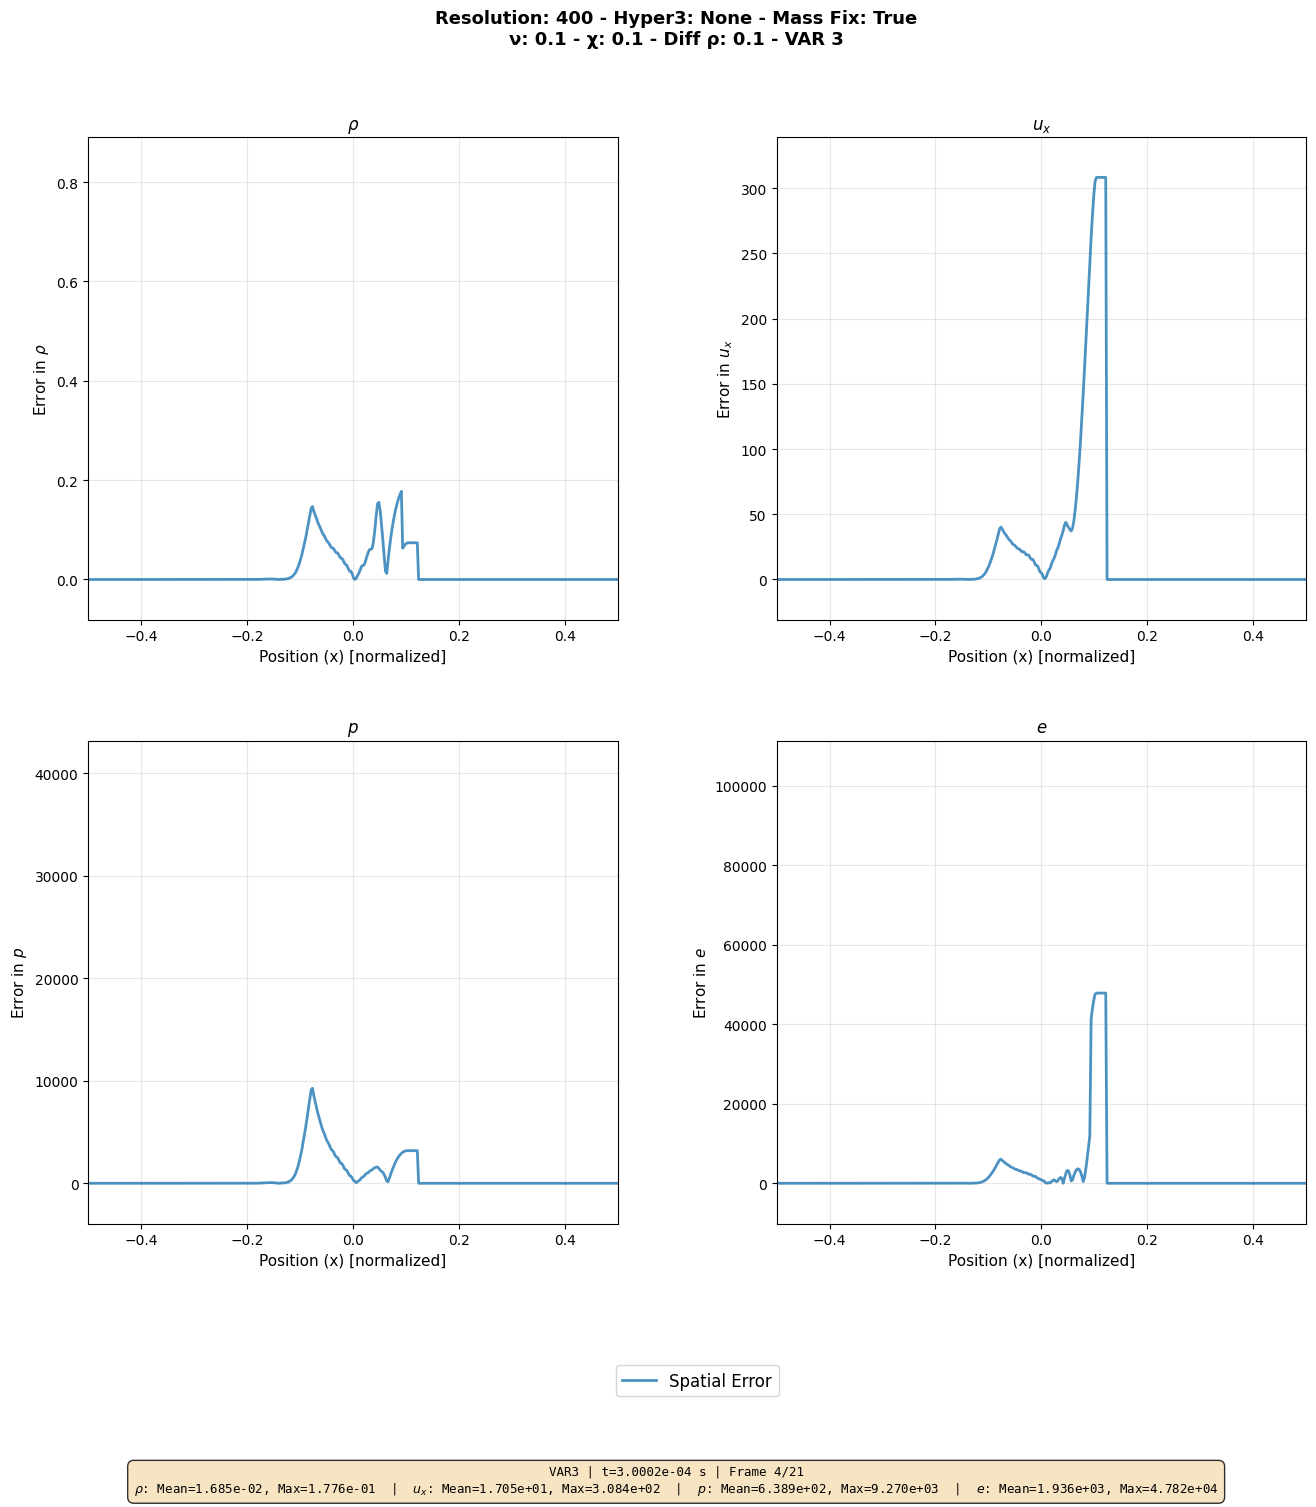 Resolution: 400 - Hyper3: None - Mass Fix: True
ν: 0.1 - χ: 0.1 - Diff ρ: 0.1 - VAR 3
ρ
Error in ρ
0.8
0.6
0.4
0.2
0.0
−0.4 −0.2 0.0 0.2 0.4
Position (x) [normalized]
u_x
Error in u_x
300
250
200
150
100
50
0
−0.4 −0.2 0.0 0.2 0.4
Position (x) [normalized]
p
Error in p
40000
30000
20000
10000
0
−0.4 −0.2 0.0 0.2 0.4
Position (x) [normalized]
e
Error in e
100000
80000
60000
40000
20000
0
−0.4 −0.2 0.0 0.2 0.4
Position (x) [normalized]
Spatial Error
VAR3 | t=3.0002e-04 s | Frame 4/21
ρ: Mean=1.685e-02, Max=1.776e-01 | u_x: Mean=1.705e+01, Max=3.084e+02 | p: Mean=6.389e+02, Max=9.270e+03 | e: Mean=1.936e+03, Max=4.782e+04